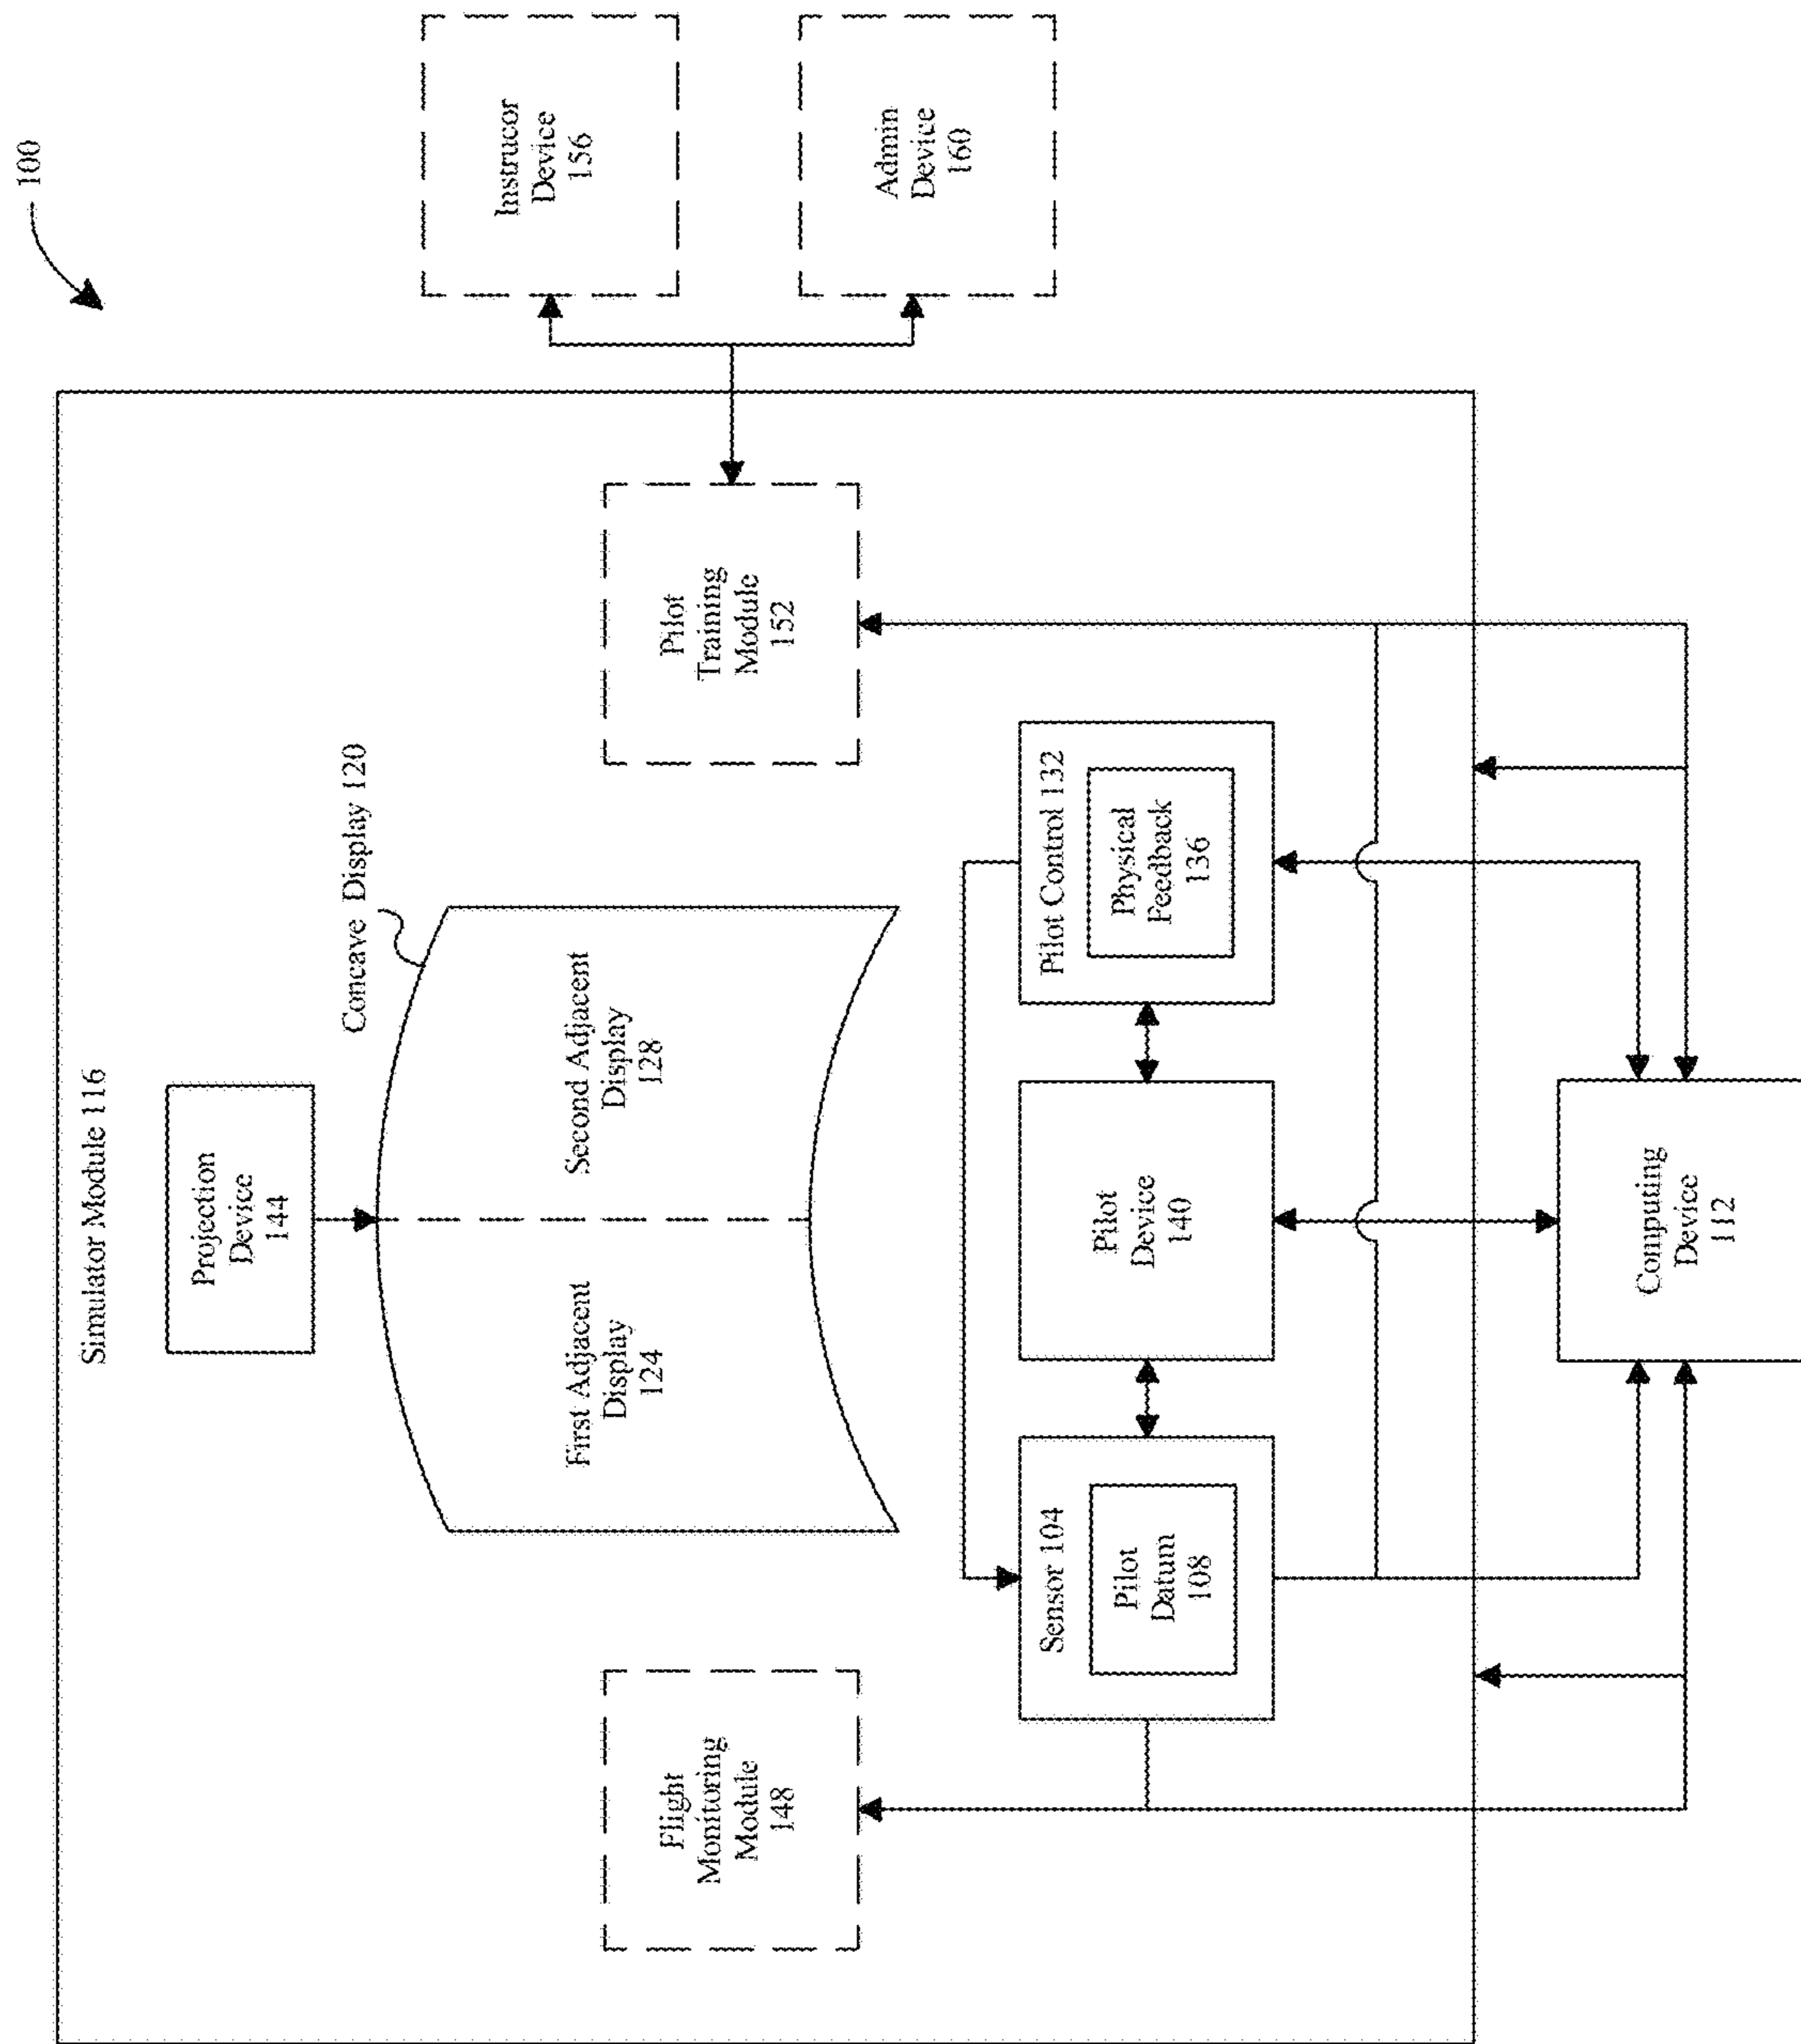 100
Simulator Module 116
Projection
Device
144
Concave Display 120
First Adjacent
Display
124
Second Adjacent
Display
128
Flight
Monitoring
Module
148
Pilot
Training
Module
152
Instrucor
Device
156
Admin
Device
160
Sensor 104
Pilot
Datum
108
Pilot
Device
140
Pilot Control 132
Physical
Feedback
136
Computing
Device
112